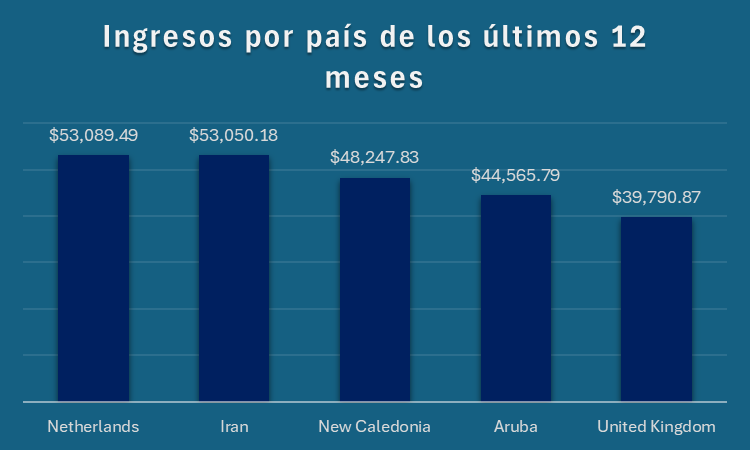 Ingresos por país de los últimos 12
meses
$53,089.49
$53,050.18
$48,247.83
$44,565.79
$39,790.87
Netherlands
Iran
New Caledonia
Aruba
United Kingdom